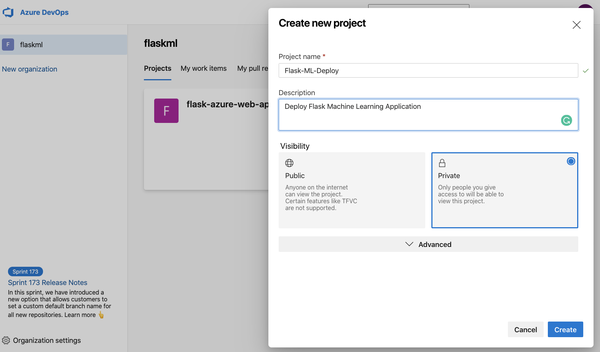 Azure DevOps
F flaskml
New organization
flaskml
Projects My work items My pull re
F flask-azure-web-ap
Sprint 173
Sprint 173 Release Notes
In this sprint, we have introduced a
new option that allows customers to
set a custom default branch name for
all new repositories. Learn more 👆
Organization settings
Create new project
Project name *
Flask-ML-Deploy
Description
Deploy Flask Machine Learning Application
Visibility
Public
Anyone on the internet
can view the project.
Certain features like TFVC
are not supported.
Private
Only people you give
access to will be able to
view this project.
Advanced
Cancel Create